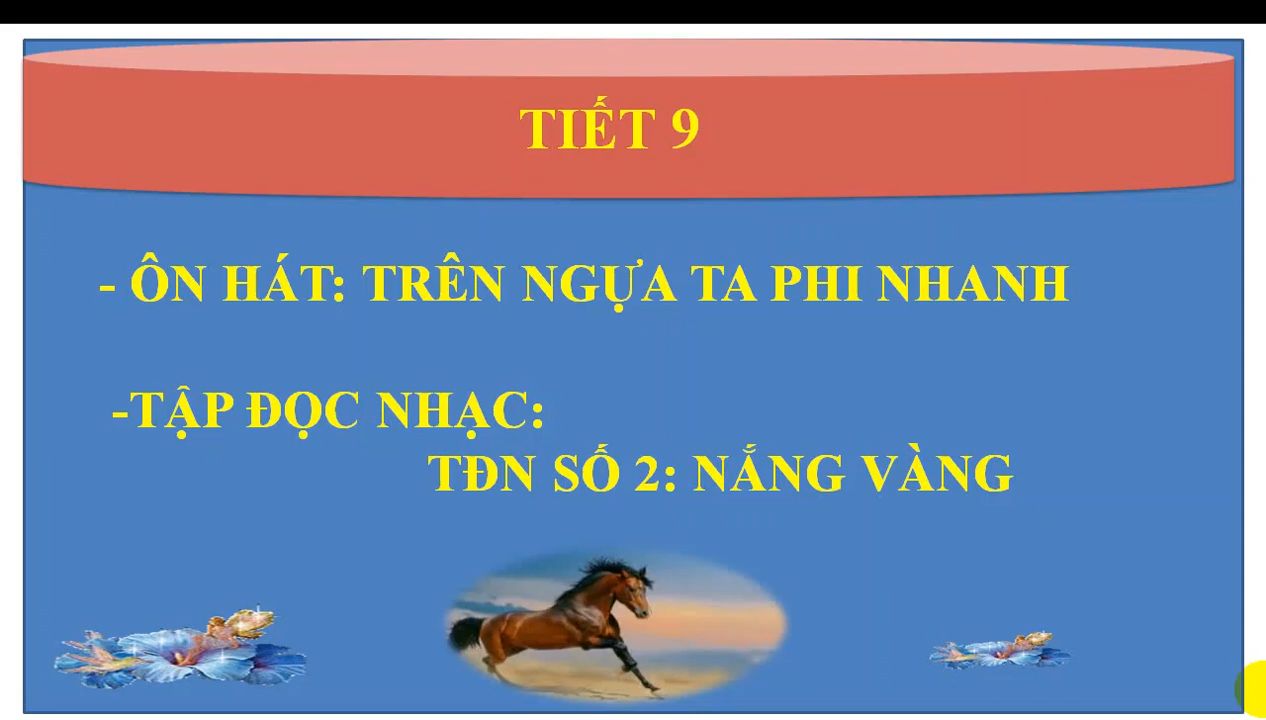 TIẾT 9
- ÔN HÁT: TRÊN NGỰA TA PHI NHANH
-TẬP ĐỌC NHẠC:
TĐN SỐ 2: NẮNG VÀNG